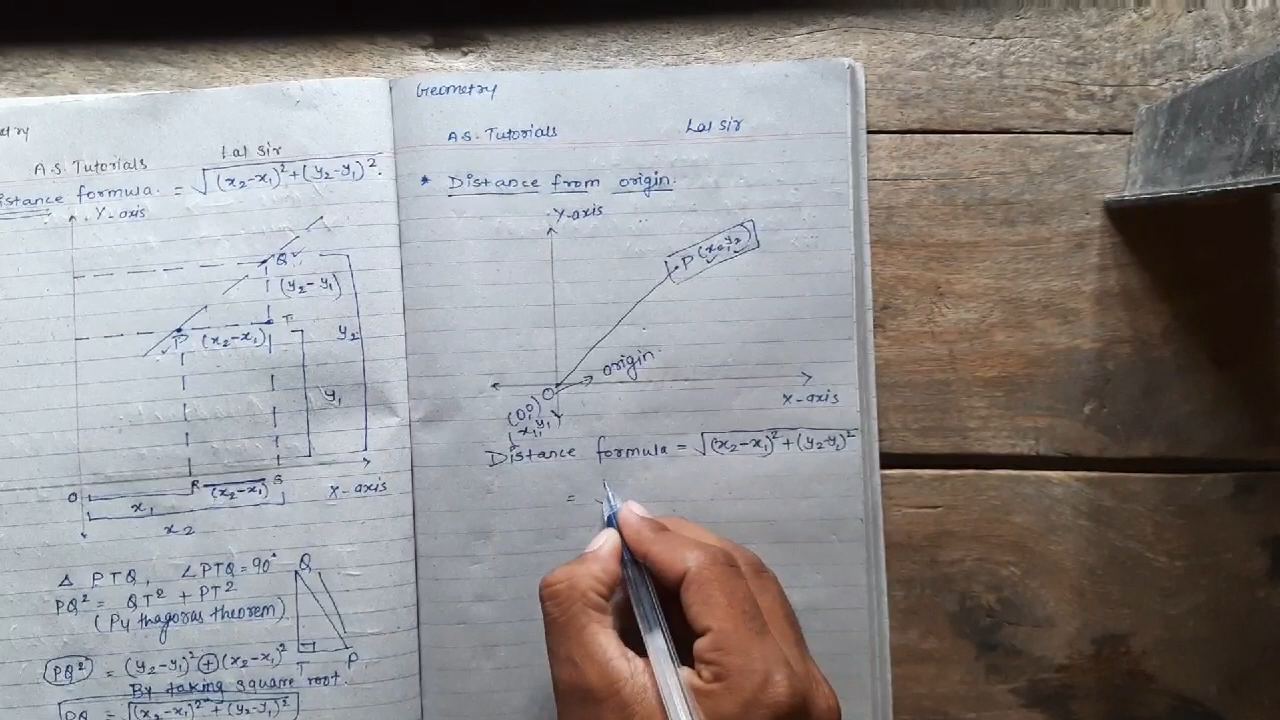 A.S. Tutorials Lal sir
formula. = √(x₂-x₁)²+(y₂-y₁)².
Y-axis
Q
(y₂-y₁)
P (x₂-x₁) T
y₂
y₁
O R (x₂-x₁) S X-axis
x₁
x₂
Δ PTQ, ∠PTQ=90°
PQ² = QT² + PT²
(Pythagoras theorem)
Q
T P
PQ² = (y₂-y₁)²+(x₂-x₁)²
By taking square root.
PQ = √(x₂-x₁)²+(y₂-y₁)²
Geometry
A.S. Tutorials Lal sir
* Distance from origin.
Y-axis
P(x₂,y₂)
origin.
O
(0,0)
x₁,y₁
X-axis
Distance formula = √(x₂-x₁)²+(y₂-y₁)²
=